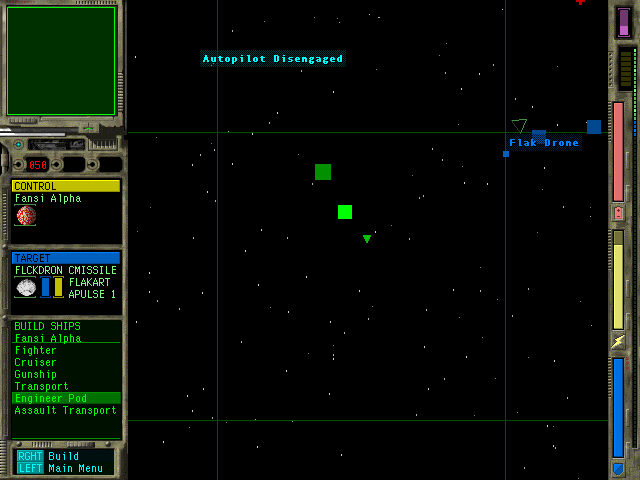 Autopilot Disengaged
Flak Drone
050
CONTROL
Fansi Alpha
TARGET
FLCKDRON CMISSILE
FLAKART
APULSE 1
BUILD SHIPS
Fansi Alpha
Fighter
Cruiser
Gunship
Transport
Engineer Pod
Assault Transport
RGHT Build
LEFT Main Menu